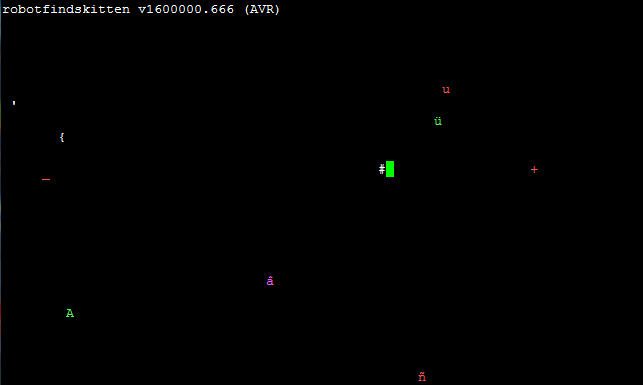 robotfindskitten v1600000.666 (AVR)
u
'
ü
{
_
#
+
â
A
ñ